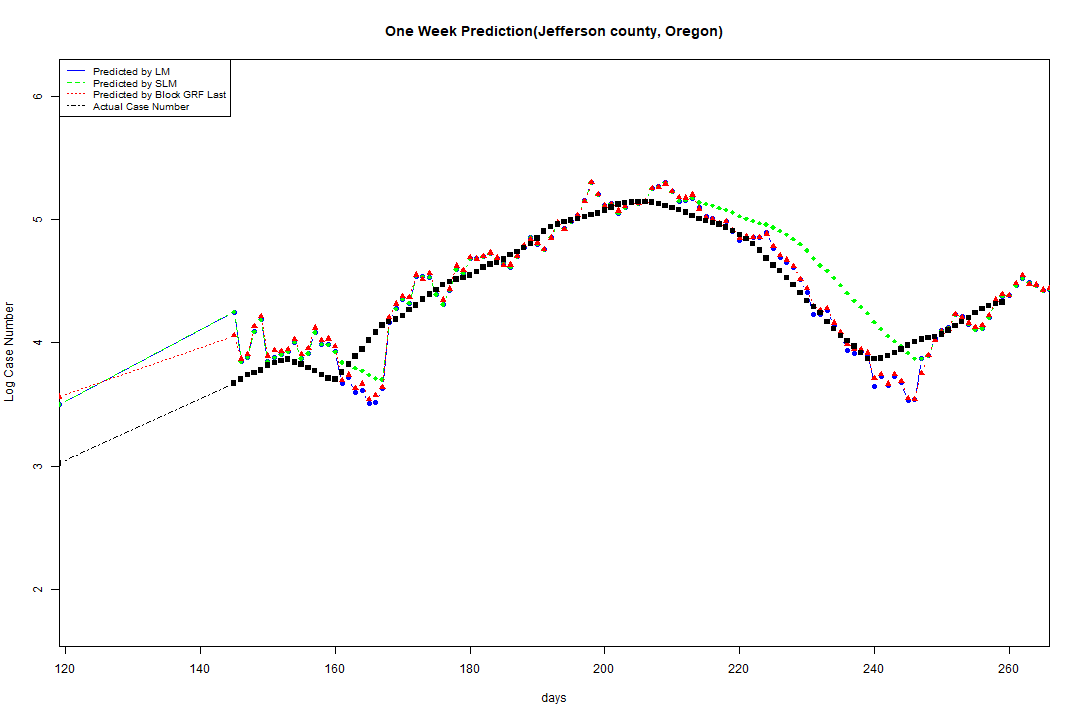 One Week Prediction(Jefferson county, Oregon)
Predicted by LM
Predicted by SLM
Predicted by Block GRF Last
Actual Case Number
Log Case Number
6
5
4
3
2
120 140 160 180 200 220 240 260
days